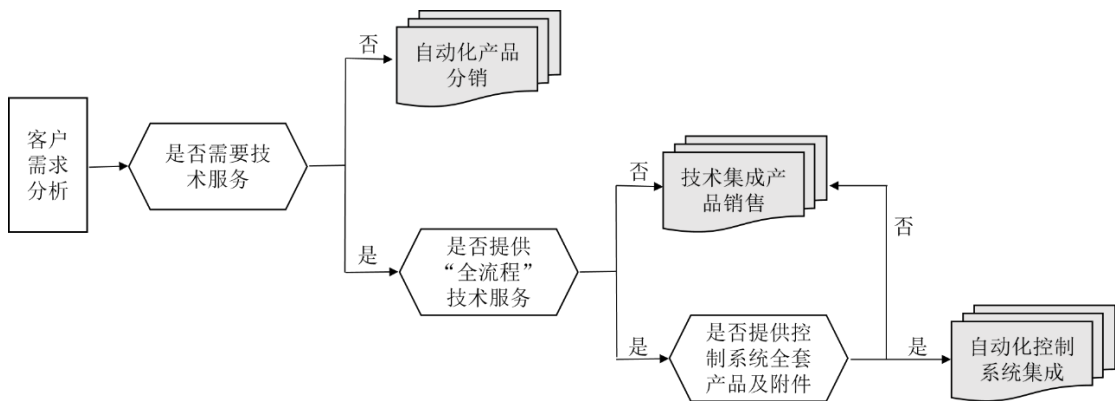 客户
需求
分析
是否需要技
术服务
否
自动化产品
分销
是
是否提供
“全流程”
技术服务
否
技术集成产
品销售
是
是否提供控
制系统全套
产品及附件
否
是
自动化控制
系统集成